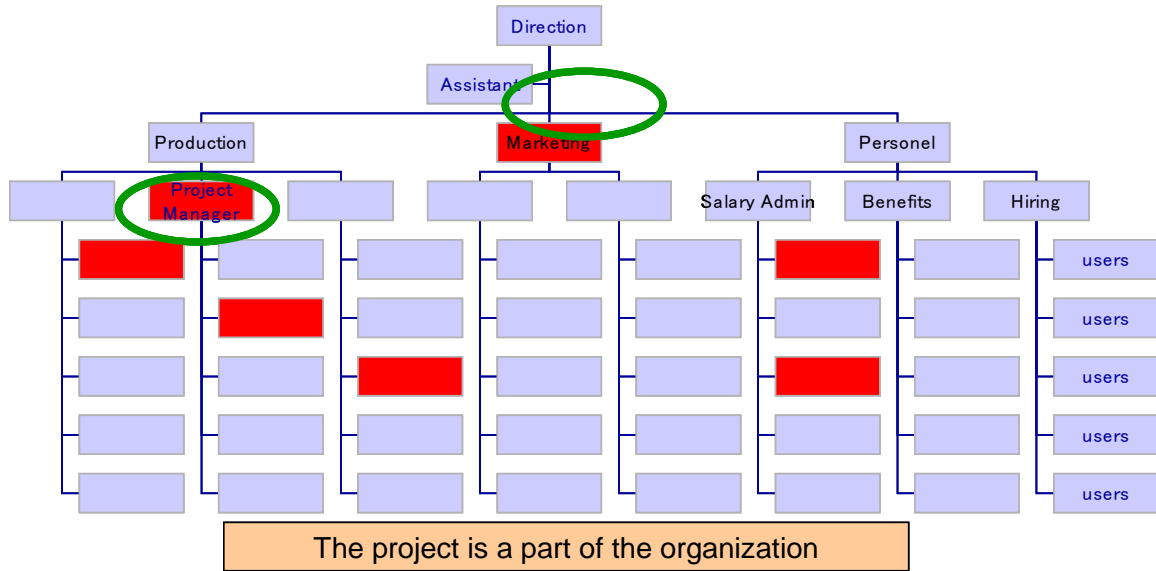 Direction
Assistant
Production
Marketing
Personel
Project
Manager
Salary Admin
Benefits
Hiring
users
users
users
users
users
The project is a part of the organization